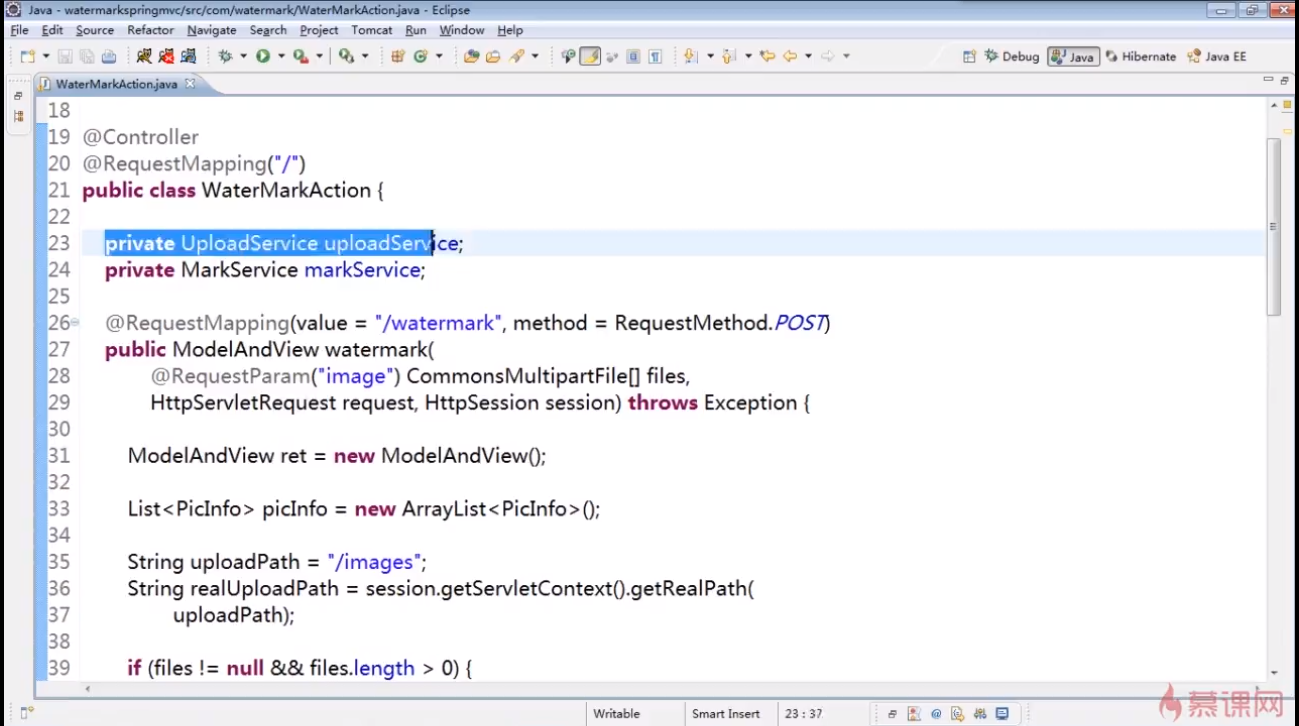 Java - watermarkspringmvc/src/com/watermark/WaterMarkAction.java - Eclipse
File Edit Source Refactor Navigate Search Project Tomcat Run Window Help
Debug Java Hibernate Java EE
WaterMarkAction.java
18
19 @Controller
20 @RequestMapping("/")
21 public class WaterMarkAction {
22
23 private UploadService uploadService;
24 private MarkService markService;
25
26 @RequestMapping(value = "/watermark", method = RequestMethod.POST)
27 public ModelAndView watermark(
28 @RequestParam("image") CommonsMultipartFile[] files,
29 HttpServletRequest request, HttpSession session) throws Exception {
30
31 ModelAndView ret = new ModelAndView();
32
33 List<PicInfo> picInfo = new ArrayList<PicInfo>();
34
35 String uploadPath = "/images";
36 String realUploadPath = session.getServletContext().getRealPath(
37 uploadPath);
38
39 if (files != null && files.length > 0) {
Writable Smart Insert 23 : 37
慕课网